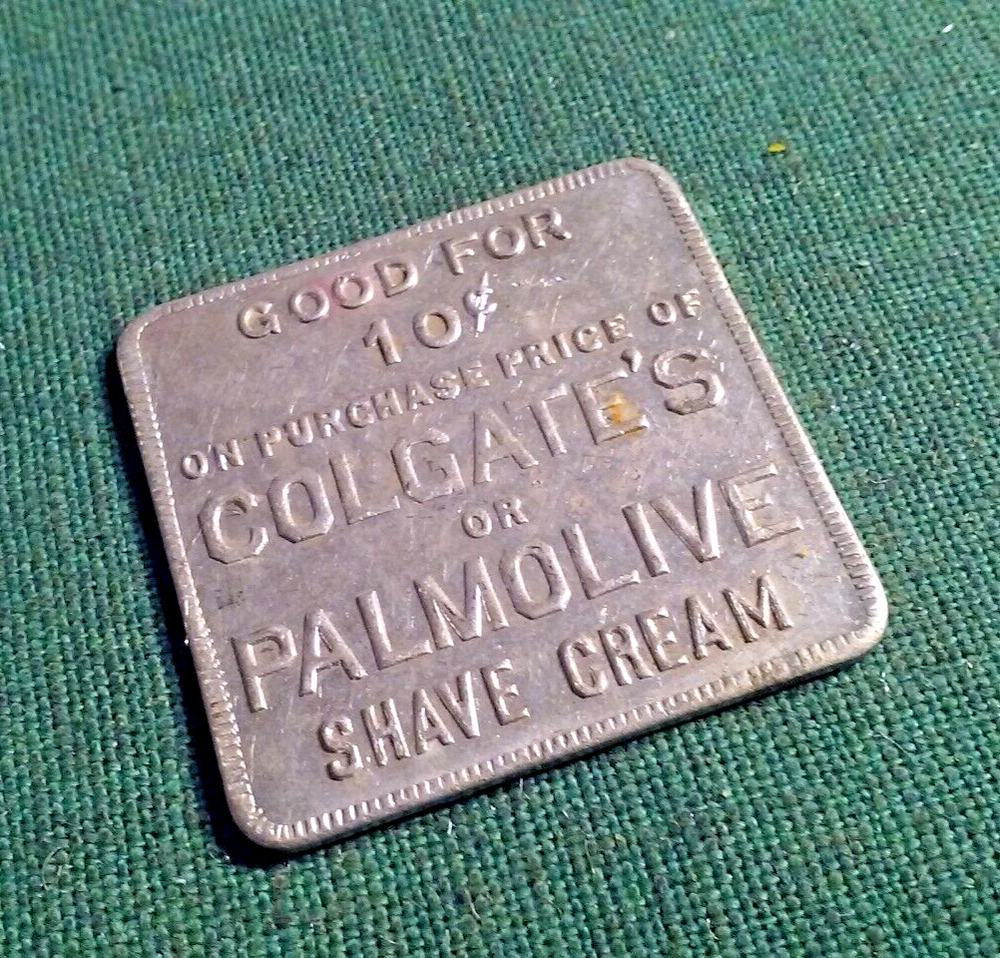 GOOD FOR
10¢
ON PURCHASE PRICE OF
COLGATE'S
OR
PALMOLIVE
SHAVE CREAM